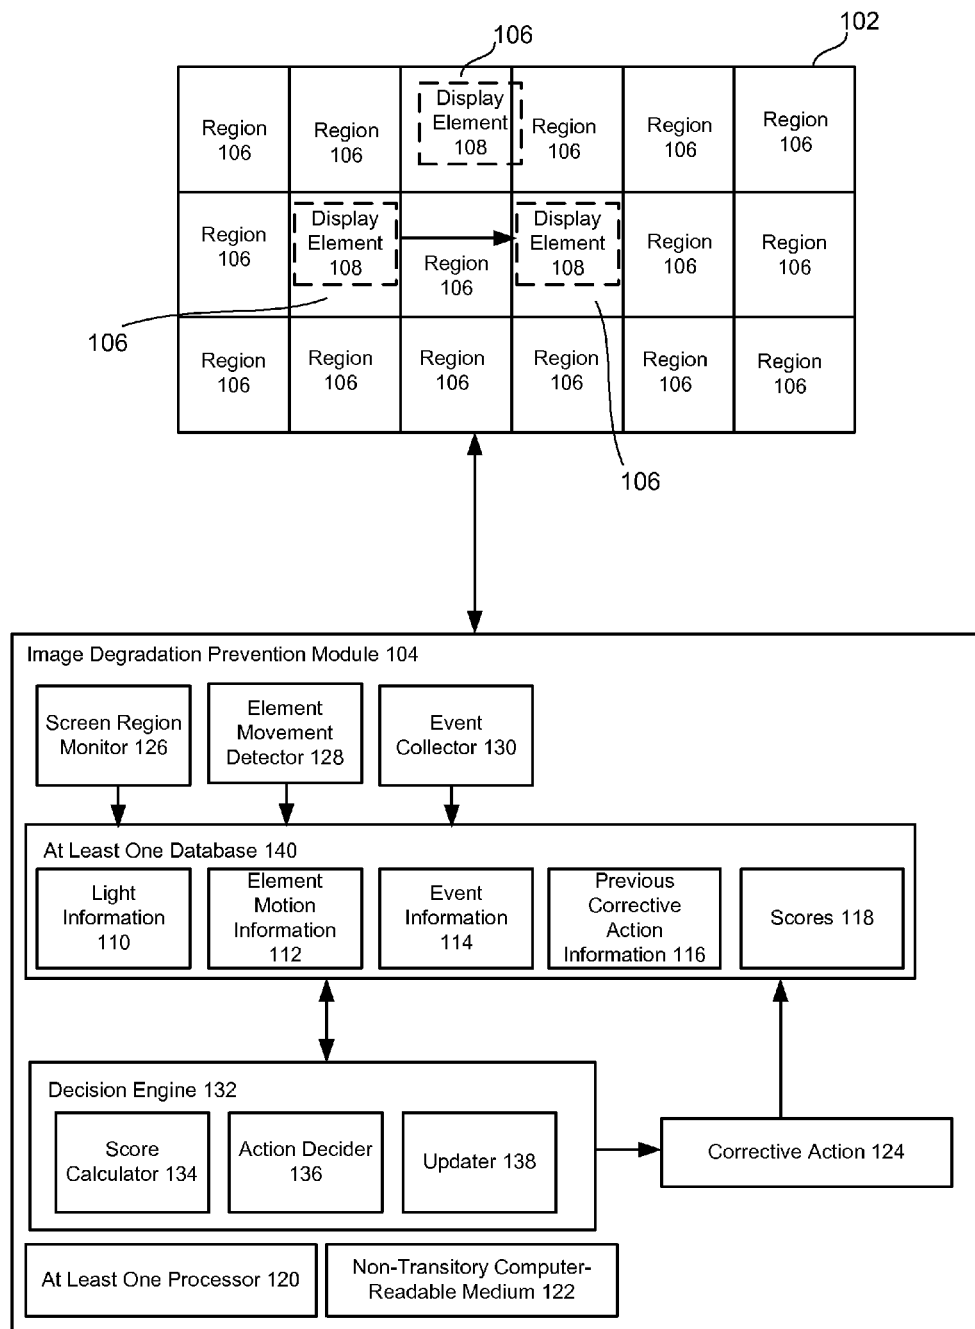 106
102
Region
106
Region
106
Display
Element
108
Region
106
Region
106
Region
106
Region
106
Display
Element
108
Region
106
Display
Element
108
Region
106
Region
106
106
Region
106
Region
106
Region
106
Region
106
Region
106
Region
106
106
Image Degradation Prevention Module 104
Screen Region
Monitor 126
Element
Movement
Detector 128
Event
Collector 130
At Least One Database 140
Light
Information
110
Element
Motion
Information
112
Event
Information
114
Previous
Corrective
Action
Information 116
Scores 118
Decision Engine 132
Score
Calculator 134
Action Decider
136
Updater 138
Corrective Action 124
At Least One Processor 120
Non-Transitory Computer-
Readable Medium 122